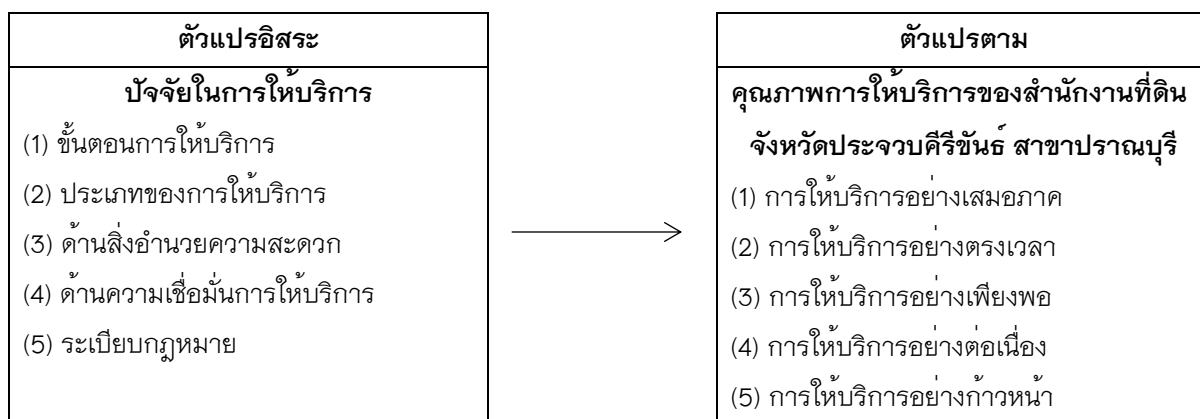 ตัวแปรอิสระ
ปัจจัยในการให้บริการ
(1) ขั้นตอนการให้บริการ
(2) ประเภทของการให้บริการ
(3) ด้านสิ่งอำนวยความสะดวก
(4) ด้านความเชื่อมั่นการให้บริการ
(5) ระเบียบกฎหมาย
ตัวแปรตาม
คุณภาพการให้บริการของสำนักงานที่ดิน
จังหวัดประจวบคีรีขันธ์ สาขาปราณบุรี
(1) การให้บริการอย่างเสมอภาค
(2) การให้บริการอย่างตรงเวลา
(3) การให้บริการอย่างเพียงพอ
(4) การให้บริการอย่างต่อเนื่อง
(5) การให้บริการอย่างก้าวหน้า